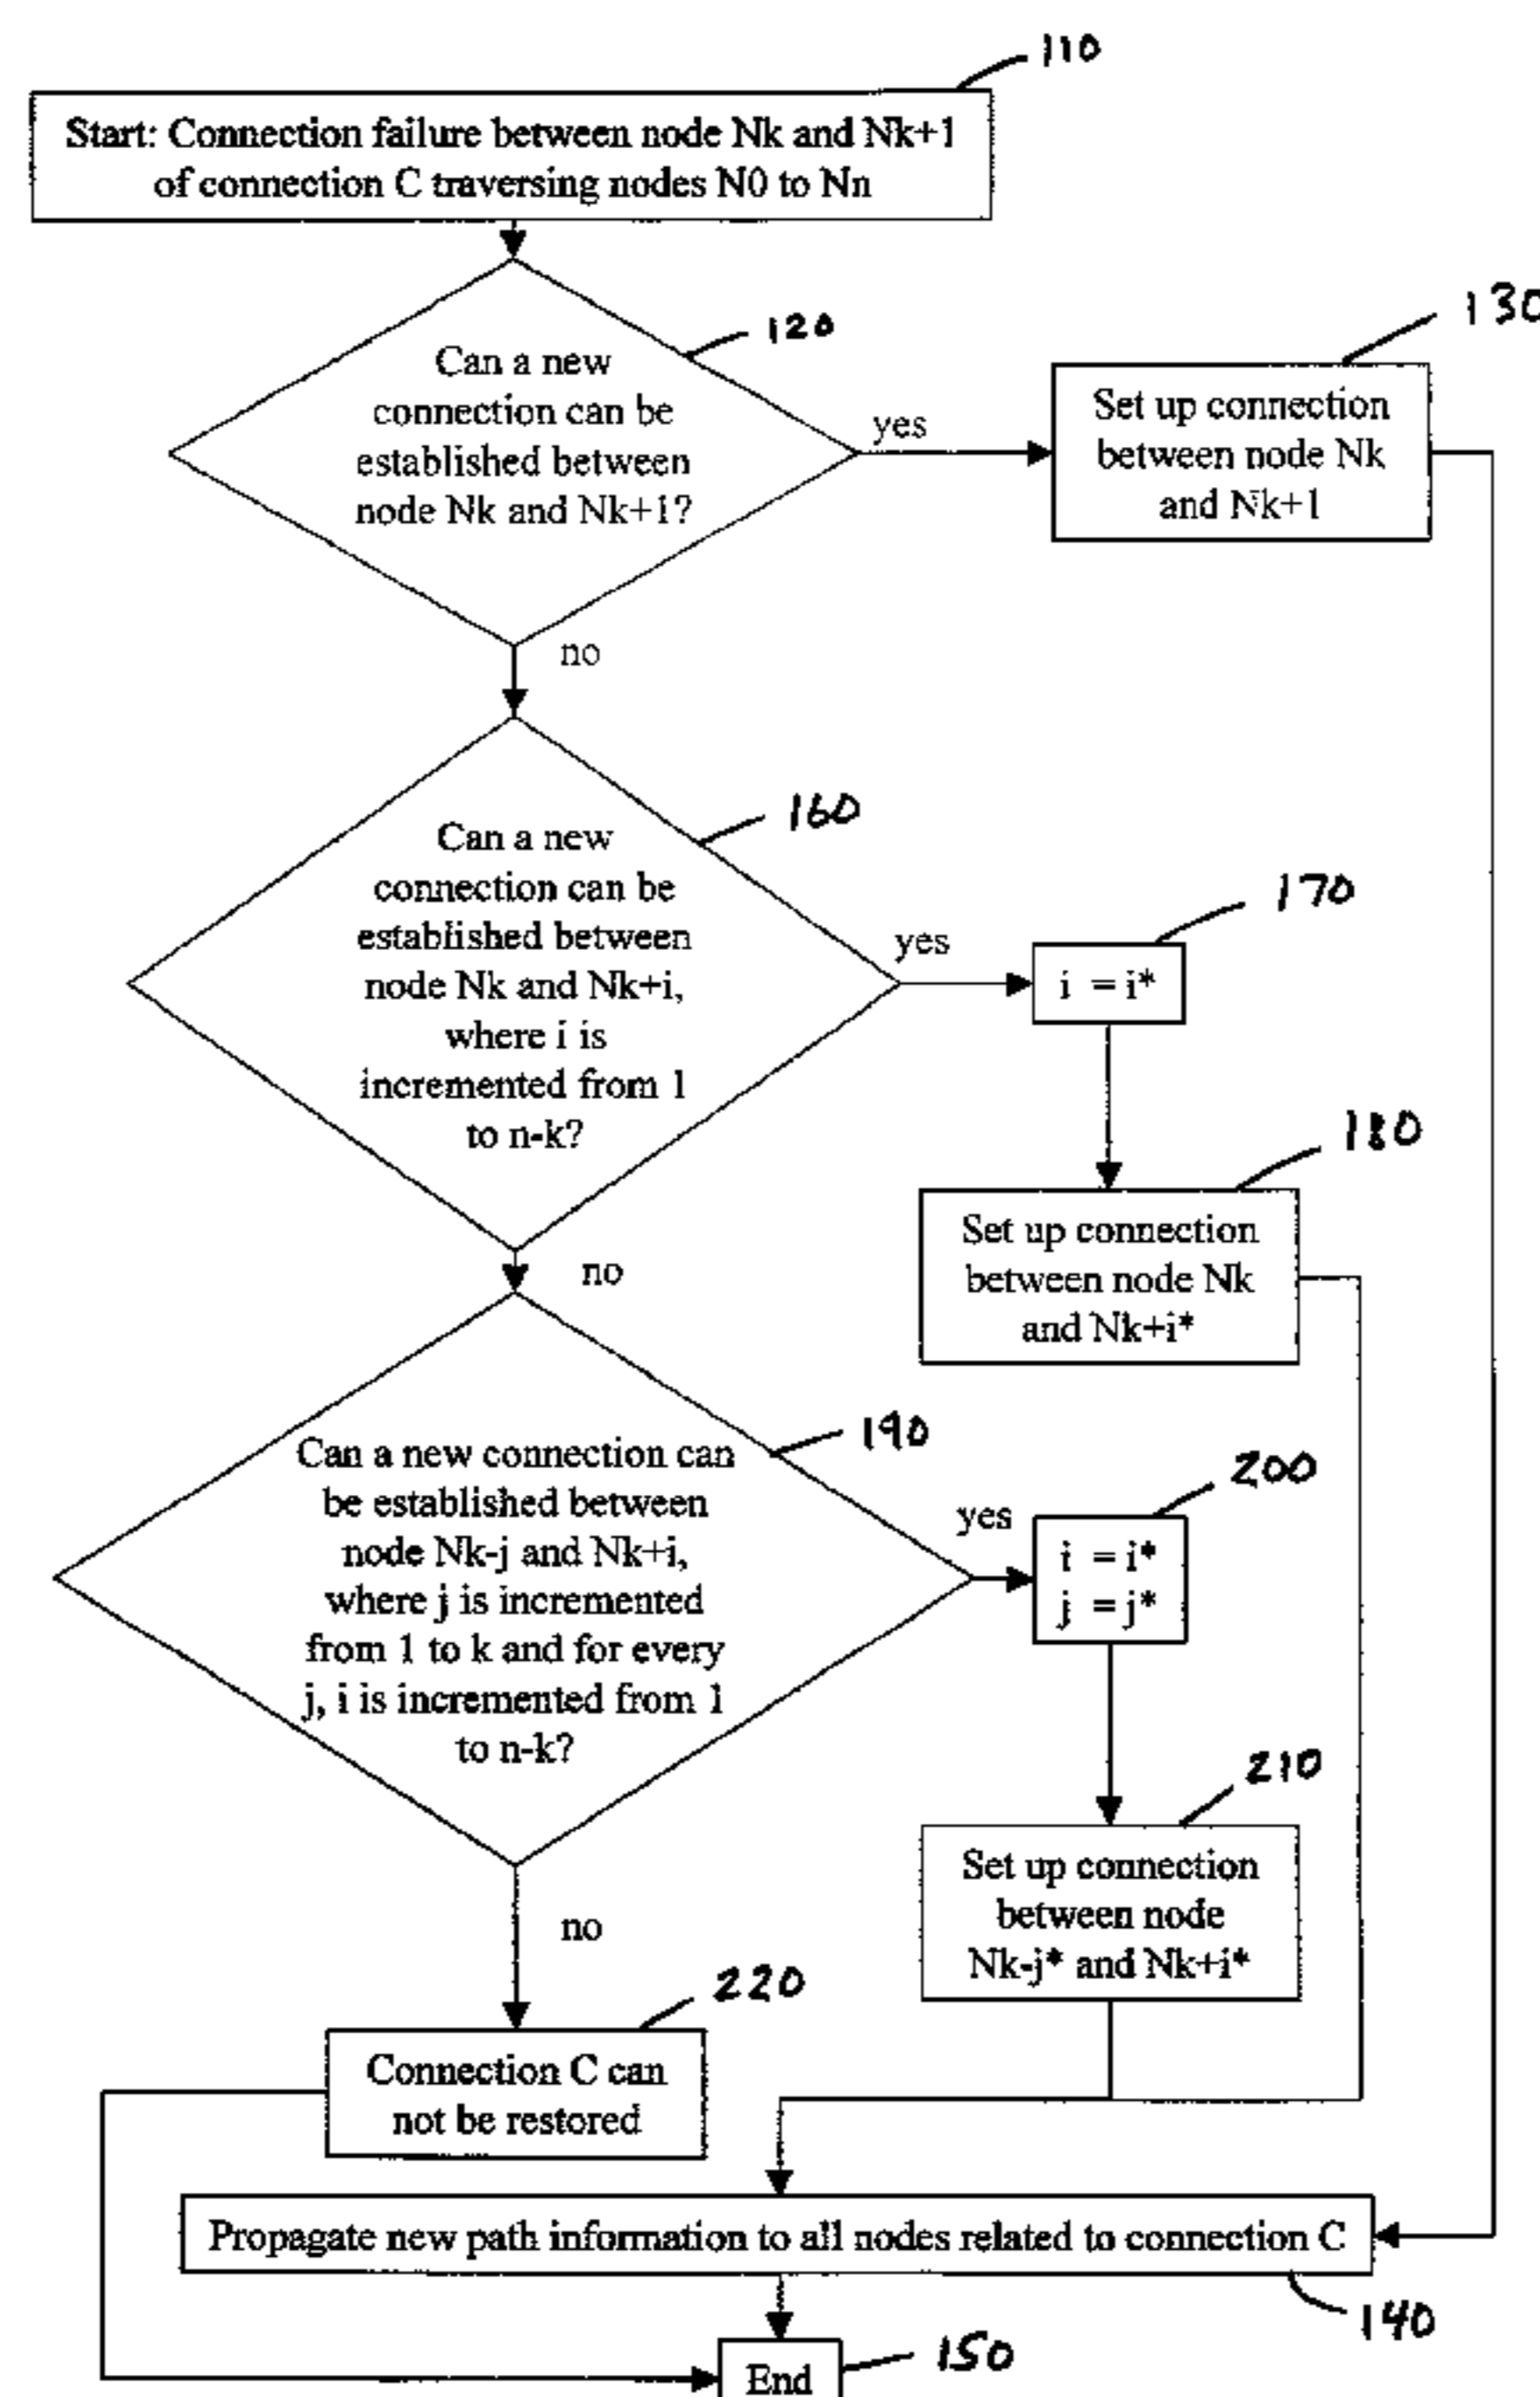 110
Start: Connection failure between node Nk and Nk+1
of connection C traversing nodes N0 to Nn
120
Can a new
connection can be
established between
node Nk and Nk+1?
yes
130
Set up connection
between node Nk
and Nk+1
no
160
Can a new
connection can be
established between
node Nk and Nk+i,
where i is
incremented from 1
to n-k?
yes
170
i = i*
180
Set up connection
between node Nk
and Nk+i*
no
190
Can a new connection can
be established between
node Nk-j and Nk+i,
where j is incremented
from 1 to k and for every
j, i is incremented from 1
to n-k?
yes
200
i = i*
j = j*
210
Set up connection
between node
Nk-j* and Nk+i*
no
220
Connection C can
not be restored
Propagate new path information to all nodes related to connection C
140
End
150